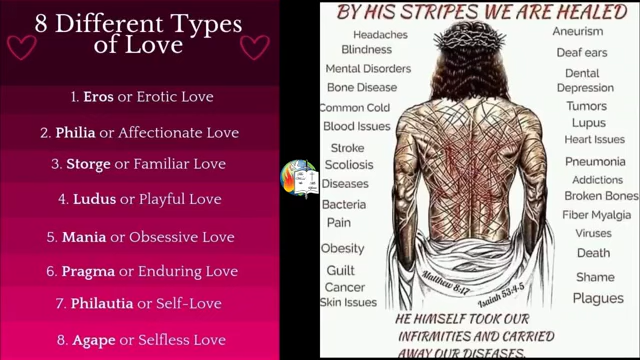 8 Different Types
of Love
1. Eros or Erotic Love
2. Philia or Affectionate Love
3. Storge or Familiar Love
4. Ludus or Playful Love
5. Mania or Obsessive Love
6. Pragma or Enduring Love
7. Philautia or Self-Love
8. Agape or Selfless Love
BY HIS STRIPES WE ARE HEALED
Headaches
Blindness
Mental Disorders
Bone Disease
Common Cold
Blood Issues
Stroke
Scoliosis
Diseases
Bacteria
Pain
Obesity
Guilt
Cancer
Skin Issues
Aneurism
Deaf ears
Dental
Depression
Tumors
Lupus
Heart Issues
Pneumonia
Addictions
Broken Bones
Fiber Myalgia
Viruses
Death
Shame
Plagues
Matthew 8:17
Isaiah 53:4-5
HE HIMSELF TOOK OUR
INFIRMITIES AND CARRIED
AWAY OUR DISEASES.